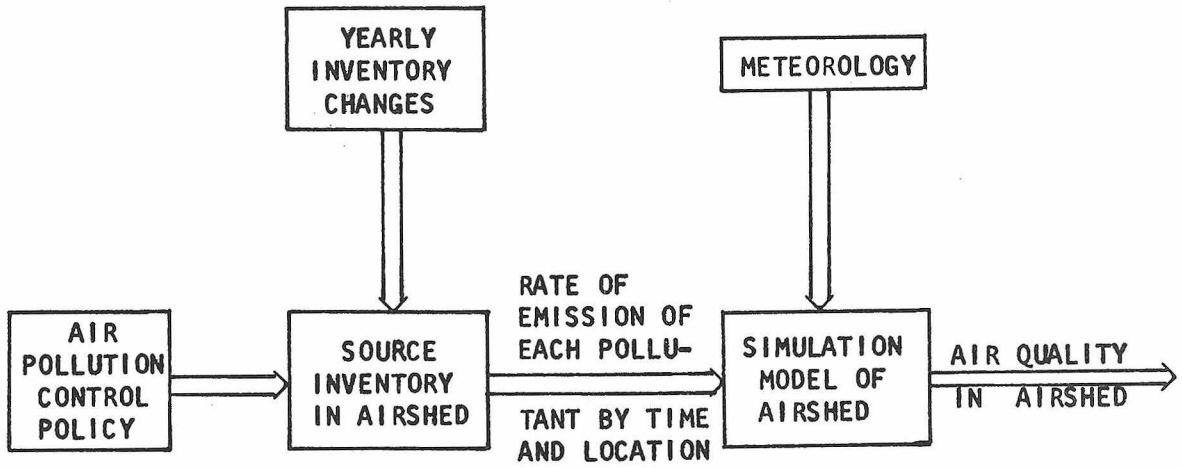 YEARLY
INVENTORY
CHANGES
METEOROLOGY
AIR
POLLUTION
CONTROL
POLICY
SOURCE
INVENTORY
IN AIRSHED
RATE OF
EMISSION OF
EACH POLLU-
TANT BY TIME
AND LOCATION
SIMULATION
MODEL OF
AIRSHED
AIR QUALITY
IN AIRSHED